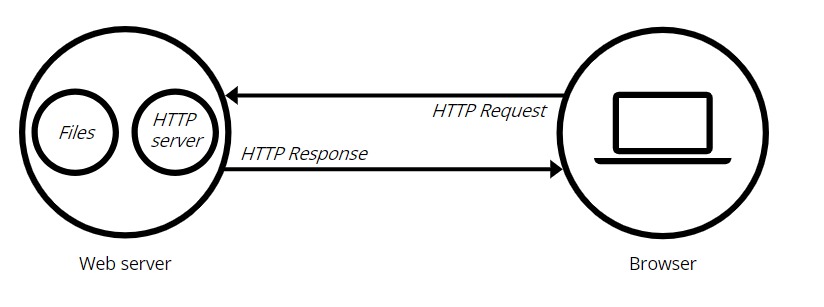 HTTP Request
Files
HTTP
server
HTTP Response
Web server
Browser